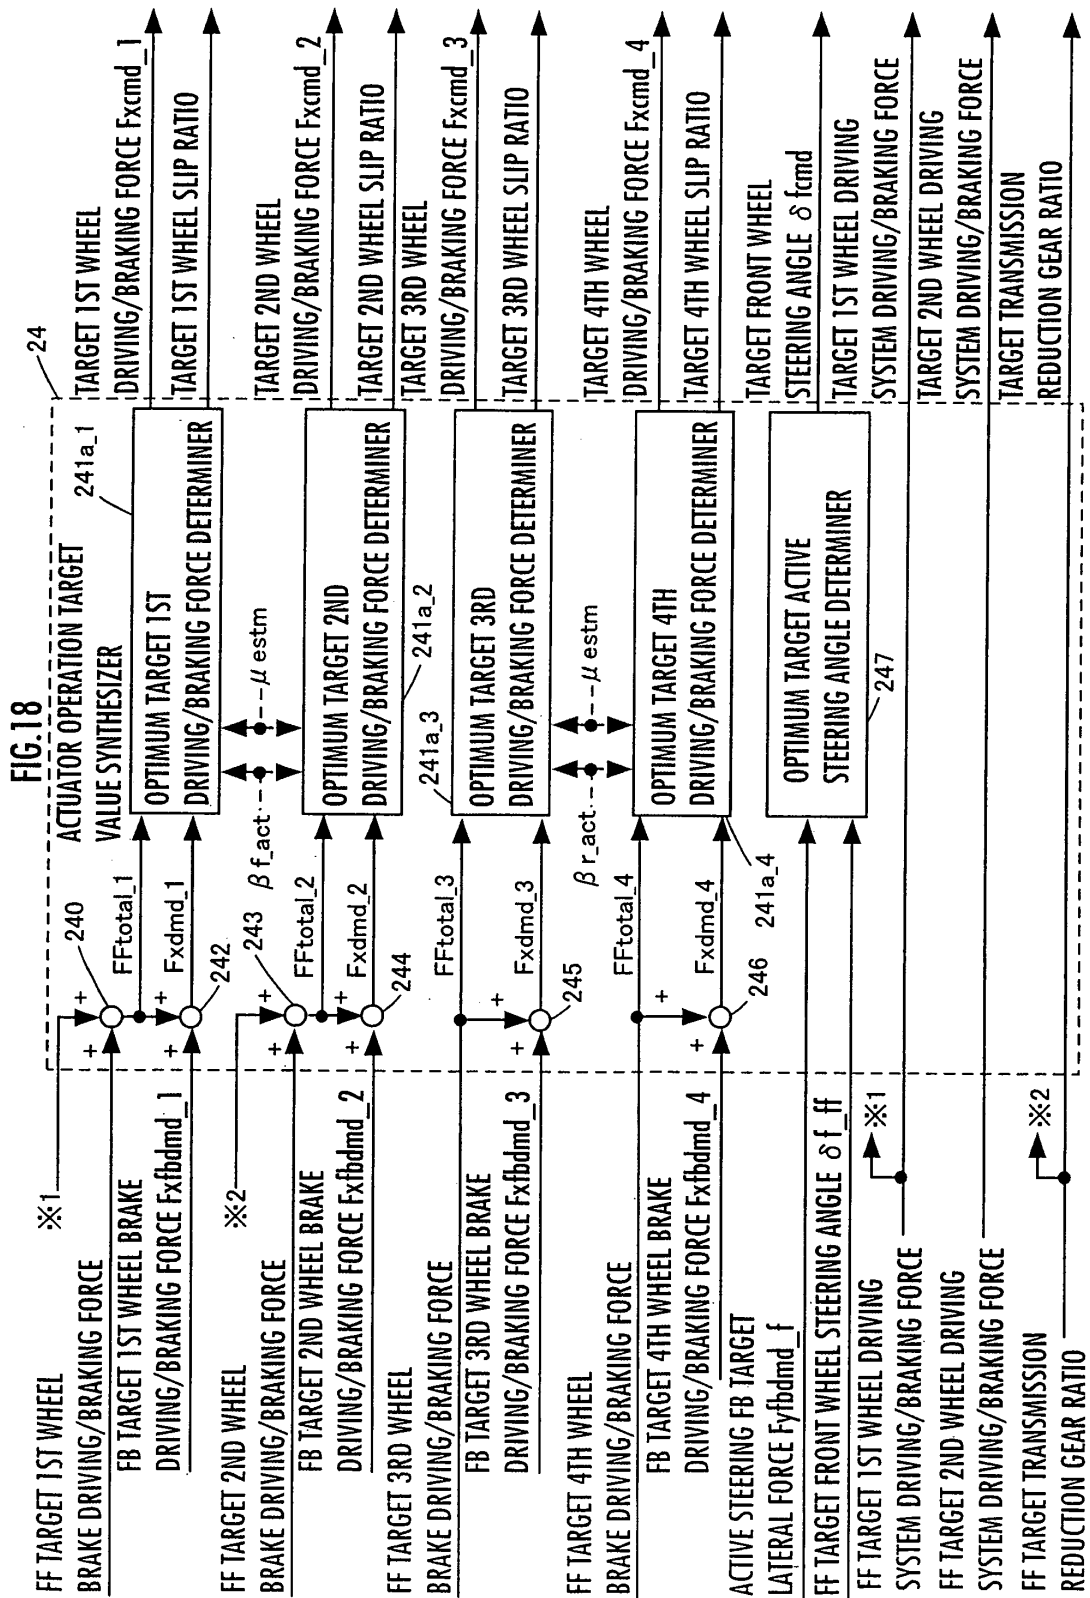 FIG.18
24
ACTUATOR OPERATION TARGET
VALUE SYNTHESIZER
※1
FF TARGET 1ST WHEEL
BRAKE DRIVING/BRAKING FORCE
FB TARGET 1ST WHEEL BRAKE
DRIVING/BRAKING FORCE Fxfbdmd_1
+
+
240
FFtotal_1
+
+
242
Fxdmd_1
241a_1
OPTIMUM TARGET 1ST
DRIVING/BRAKING FORCE DETERMINER
TARGET 1ST WHEEL
DRIVING/BRAKING FORCE Fxcmd_1
TARGET 1ST WHEEL SLIP RATIO
βf_act
μestm
※2
FF TARGET 2ND WHEEL
BRAKE DRIVING/BRAKING FORCE
FB TARGET 2ND WHEEL BRAKE
DRIVING/BRAKING FORCE Fxfbdmd_2
+
+
243
FFtotal_2
+
+
244
Fxdmd_2
OPTIMUM TARGET 2ND
DRIVING/BRAKING FORCE DETERMINER
241a_2
TARGET 2ND WHEEL
DRIVING/BRAKING FORCE Fxcmd_2
TARGET 2ND WHEEL SLIP RATIO
FF TARGET 3RD WHEEL
BRAKE DRIVING/BRAKING FORCE
FB TARGET 3RD WHEEL BRAKE
DRIVING/BRAKING FORCE Fxfbdmd_3
FFtotal_3
+
+
245
Fxdmd_3
241a_3
OPTIMUM TARGET 3RD
DRIVING/BRAKING FORCE DETERMINER
TARGET 3RD WHEEL
DRIVING/BRAKING FORCE Fxcmd_3
TARGET 3RD WHEEL SLIP RATIO
βr_act
μestm
FF TARGET 4TH WHEEL
BRAKE DRIVING/BRAKING FORCE
FB TARGET 4TH WHEEL BRAKE
DRIVING/BRAKING FORCE Fxfbdmd_4
FFtotal_4
+
+
246
Fxdmd_4
241a_4
OPTIMUM TARGET 4TH
DRIVING/BRAKING FORCE DETERMINER
TARGET 4TH WHEEL
DRIVING/BRAKING FORCE Fxcmd_4
TARGET 4TH WHEEL SLIP RATIO
ACTIVE STEERING FB TARGET
LATERAL FORCE Fyfbdmd_f
FF TARGET FRONT WHEEL STEERING ANGLE δf_ff
OPTIMUM TARGET ACTIVE
STEERING ANGLE DETERMINER
247
TARGET FRONT WHEEL
STEERING ANGLE δfcmd
FF TARGET 1ST WHEEL DRIVING
SYSTEM DRIVING/BRAKING FORCE
※1
TARGET 1ST WHEEL DRIVING
SYSTEM DRIVING/BRAKING FORCE
FF TARGET 2ND WHEEL DRIVING
SYSTEM DRIVING/BRAKING FORCE
TARGET 2ND WHEEL DRIVING
SYSTEM DRIVING/BRAKING FORCE
FF TARGET TRANSMISSION
REDUCTION GEAR RATIO
※2
TARGET TRANSMISSION
REDUCTION GEAR RATIO